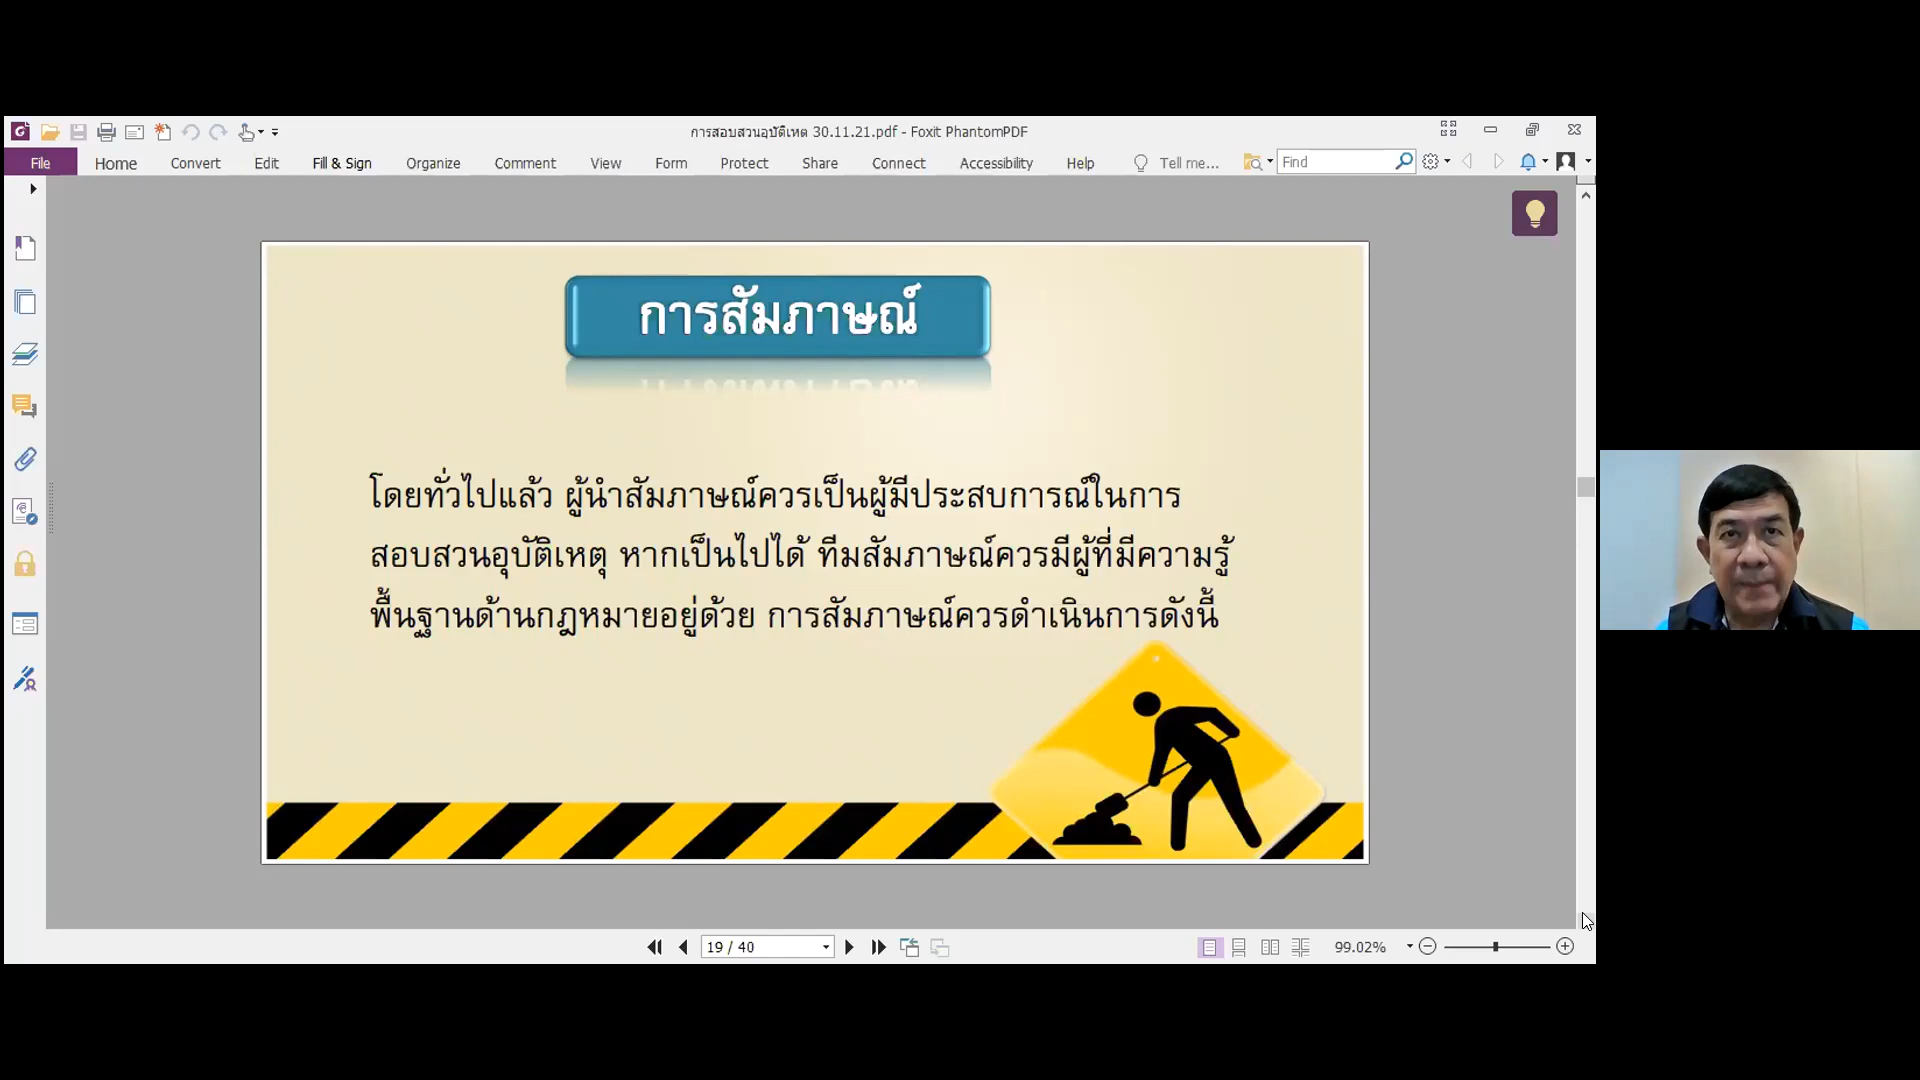 การสอบสวนอุบัติเหต 30.11.21.pdf - Foxit PhantomPDF
File Home Convert Edit Fill & Sign Organize Comment View Form Protect Share Connect Accessibility Help Tell me... Find
การสัมภาษณ์
โดยทั่วไปแล้ว ผู้นำสัมภาษณ์ควรเป็นผู้มีประสบการณ์ในการ
สอบสวนอุบัติเหตุ หากเป็นไปได้ ทีมสัมภาษณ์ควรมีผู้ที่มีความรู้
พื้นฐานด้านกฎหมายอยู่ด้วย การสัมภาษณ์ควรดำเนินการดังนี้
19 / 40
99.02%